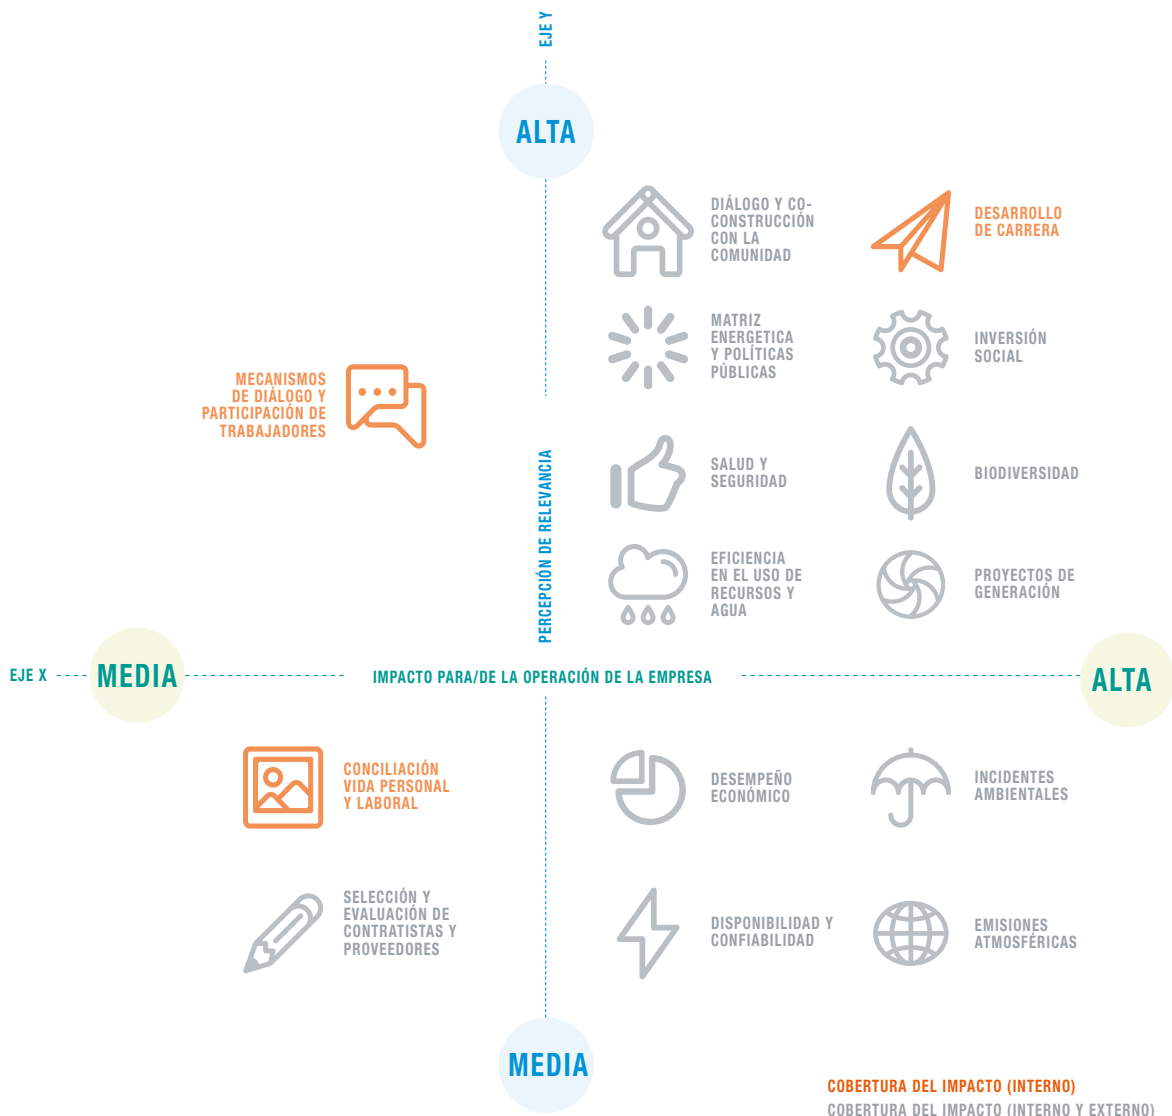 EJE Y
ALTA
DIÁLOGO Y CO-
CONSTRUCCIÓN
CON LA
COMUNIDAD
DESARROLLO
DE CARRERA
MATRIZ
ENERGETICA
Y POLÍTICAS
PÚBLICAS
INVERSIÓN
SOCIAL
MECANISMOS
DE DIÁLOGO Y
PARTICIPACIÓN DE
TRABAJADORES
PERCEPCIÓN DE RELEVANCIA
SALUD Y
SEGURIDAD
BIODIVERSIDAD
EFICIENCIA
EN EL USO DE
RECURSOS Y
AGUA
PROYECTOS DE
GENERACIÓN
EJE X
MEDIA
IMPACTO PARA/DE LA OPERACIÓN DE LA EMPRESA
ALTA
CONCILIACIÓN
VIDA PERSONAL
Y LABORAL
DESEMPEÑO
ECONÓMICO
INCIDENTES
AMBIENTALES
SELECCIÓN Y
EVALUACIÓN DE
CONTRATISTAS Y
PROVEEDORES
DISPONIBILIDAD Y
CONFIABILIDAD
EMISIONES
ATMOSFÉRICAS
MEDIA
COBERTURA DEL IMPACTO (INTERNO)
COBERTURA DEL IMPACTO (INTERNO Y EXTERNO)